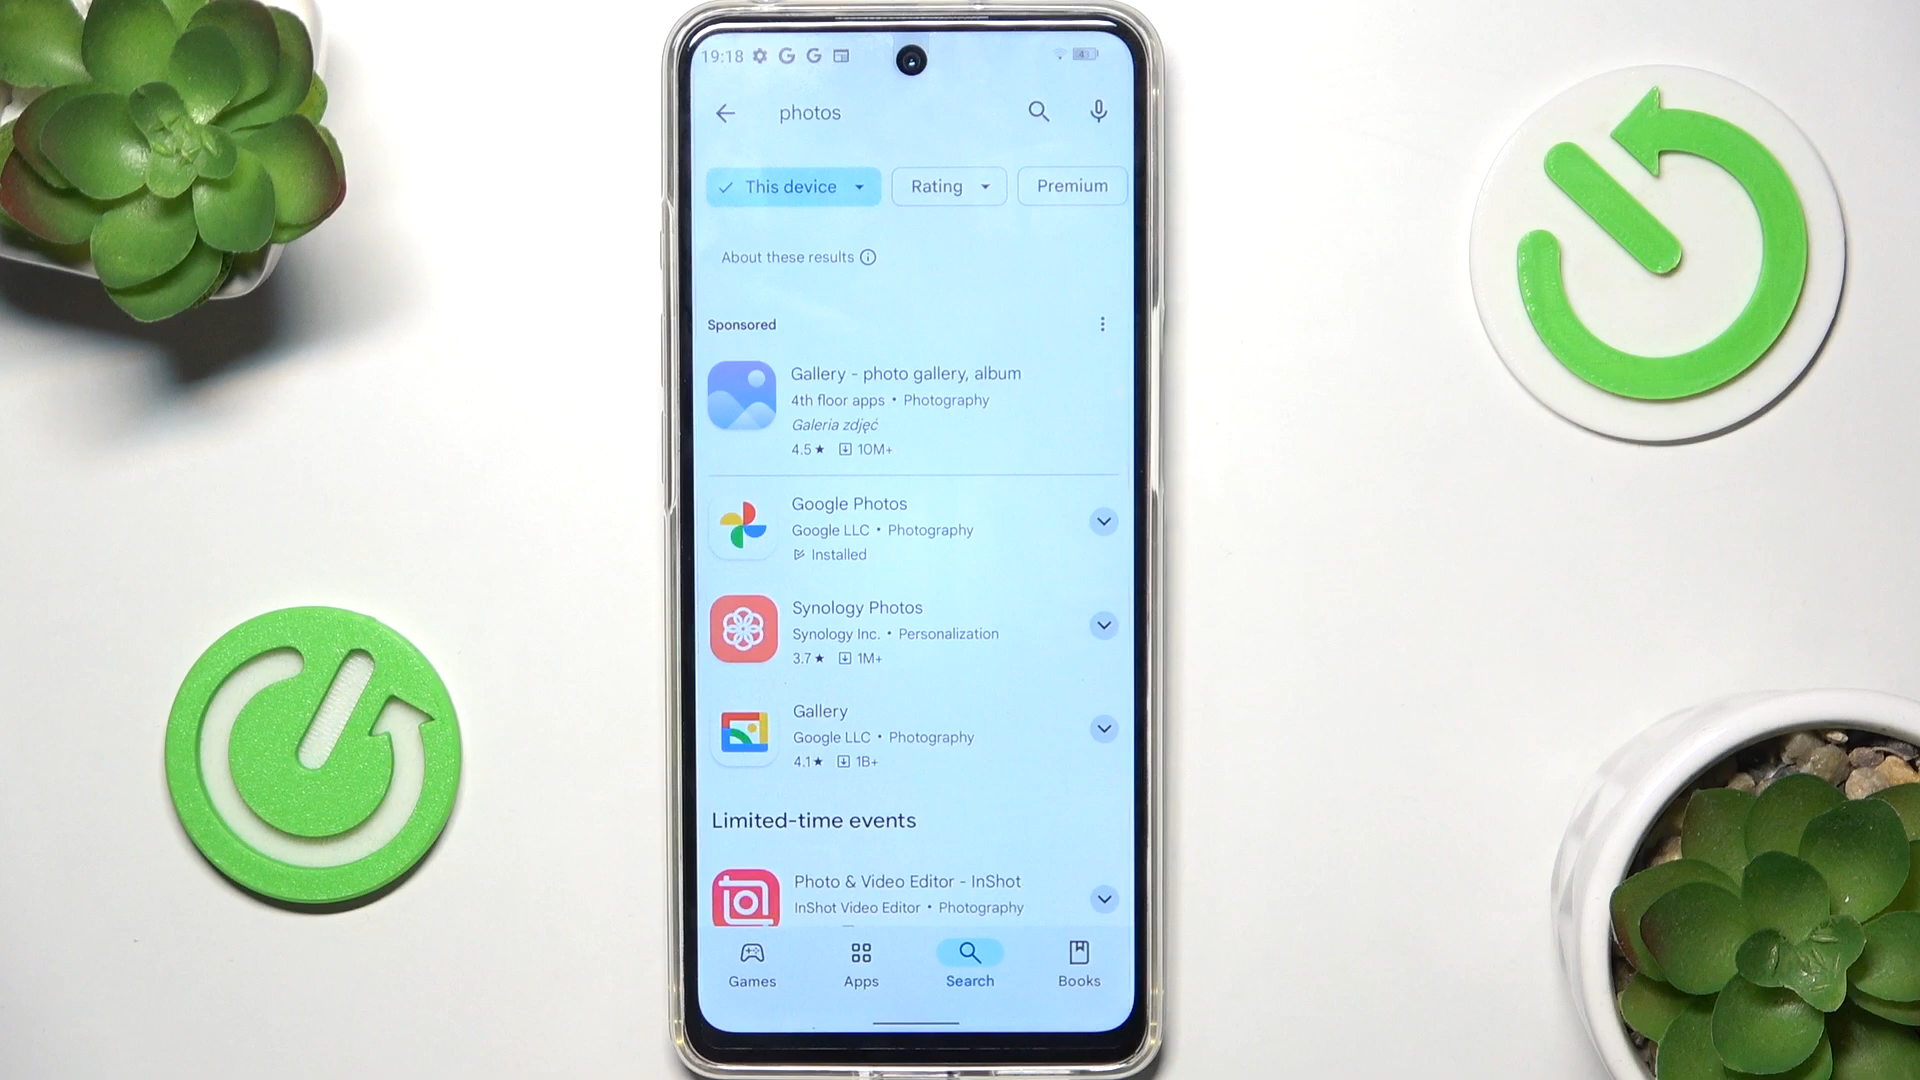 19:18
photos
This device
Rating
Premium
About these results
Sponsored
Gallery - photo gallery, album
4th floor apps • Photography
Galeria zdjęć
4.5★ 10M+
Google Photos
Google LLC • Photography
Installed
Synology Photos
Synology Inc. • Personalization
3.7★ 1M+
Gallery
Google LLC • Photography
4.1★ 1B+
Limited-time events
Photo & Video Editor - InShot
InShot Video Editor • Photography
Games
Apps
Search
Books